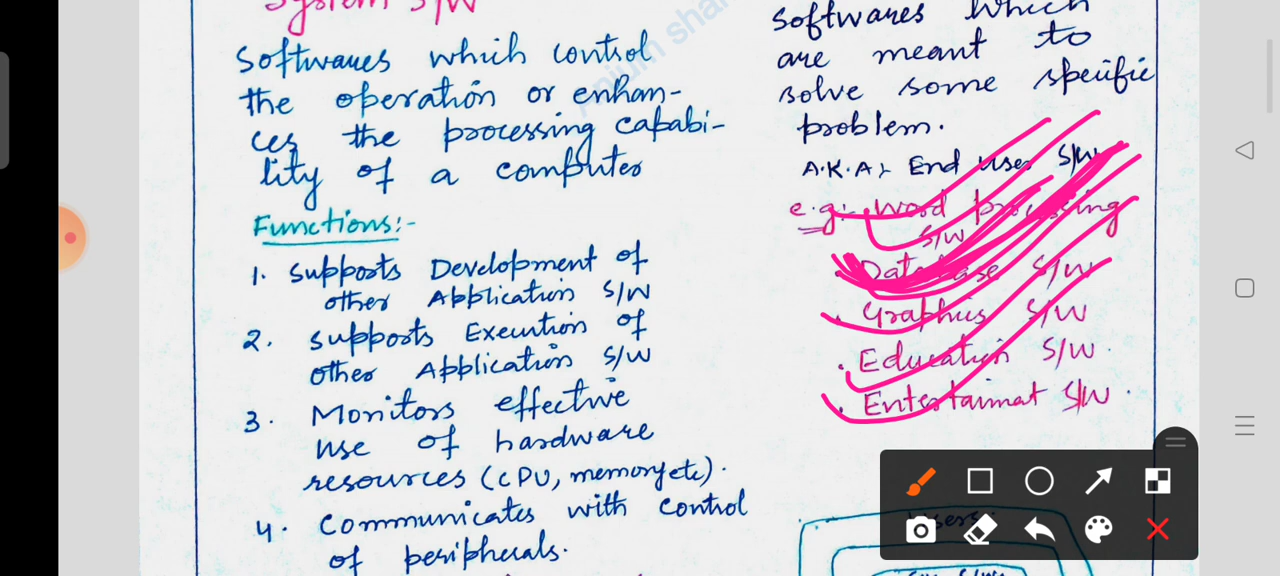 System S/W
Softwares which control
the operation or enhan-
ces the processing capabi-
lity of a computer
Functions:-
1. Supports Development of
other Application S/W
2. Supports Execution of
other Application S/W
3. Monitors effective
use of hardware
resources (CPU, memory etc).
4. Communicates with control
of peripherals.
Softwares which
are meant to
solve some specific
problem.
A.K.A:- End User S/W
e.g:- Word processing
S/W
. Database S/W
. Graphics S/W
. Education S/W.
. Entertaimat S/W.
Users